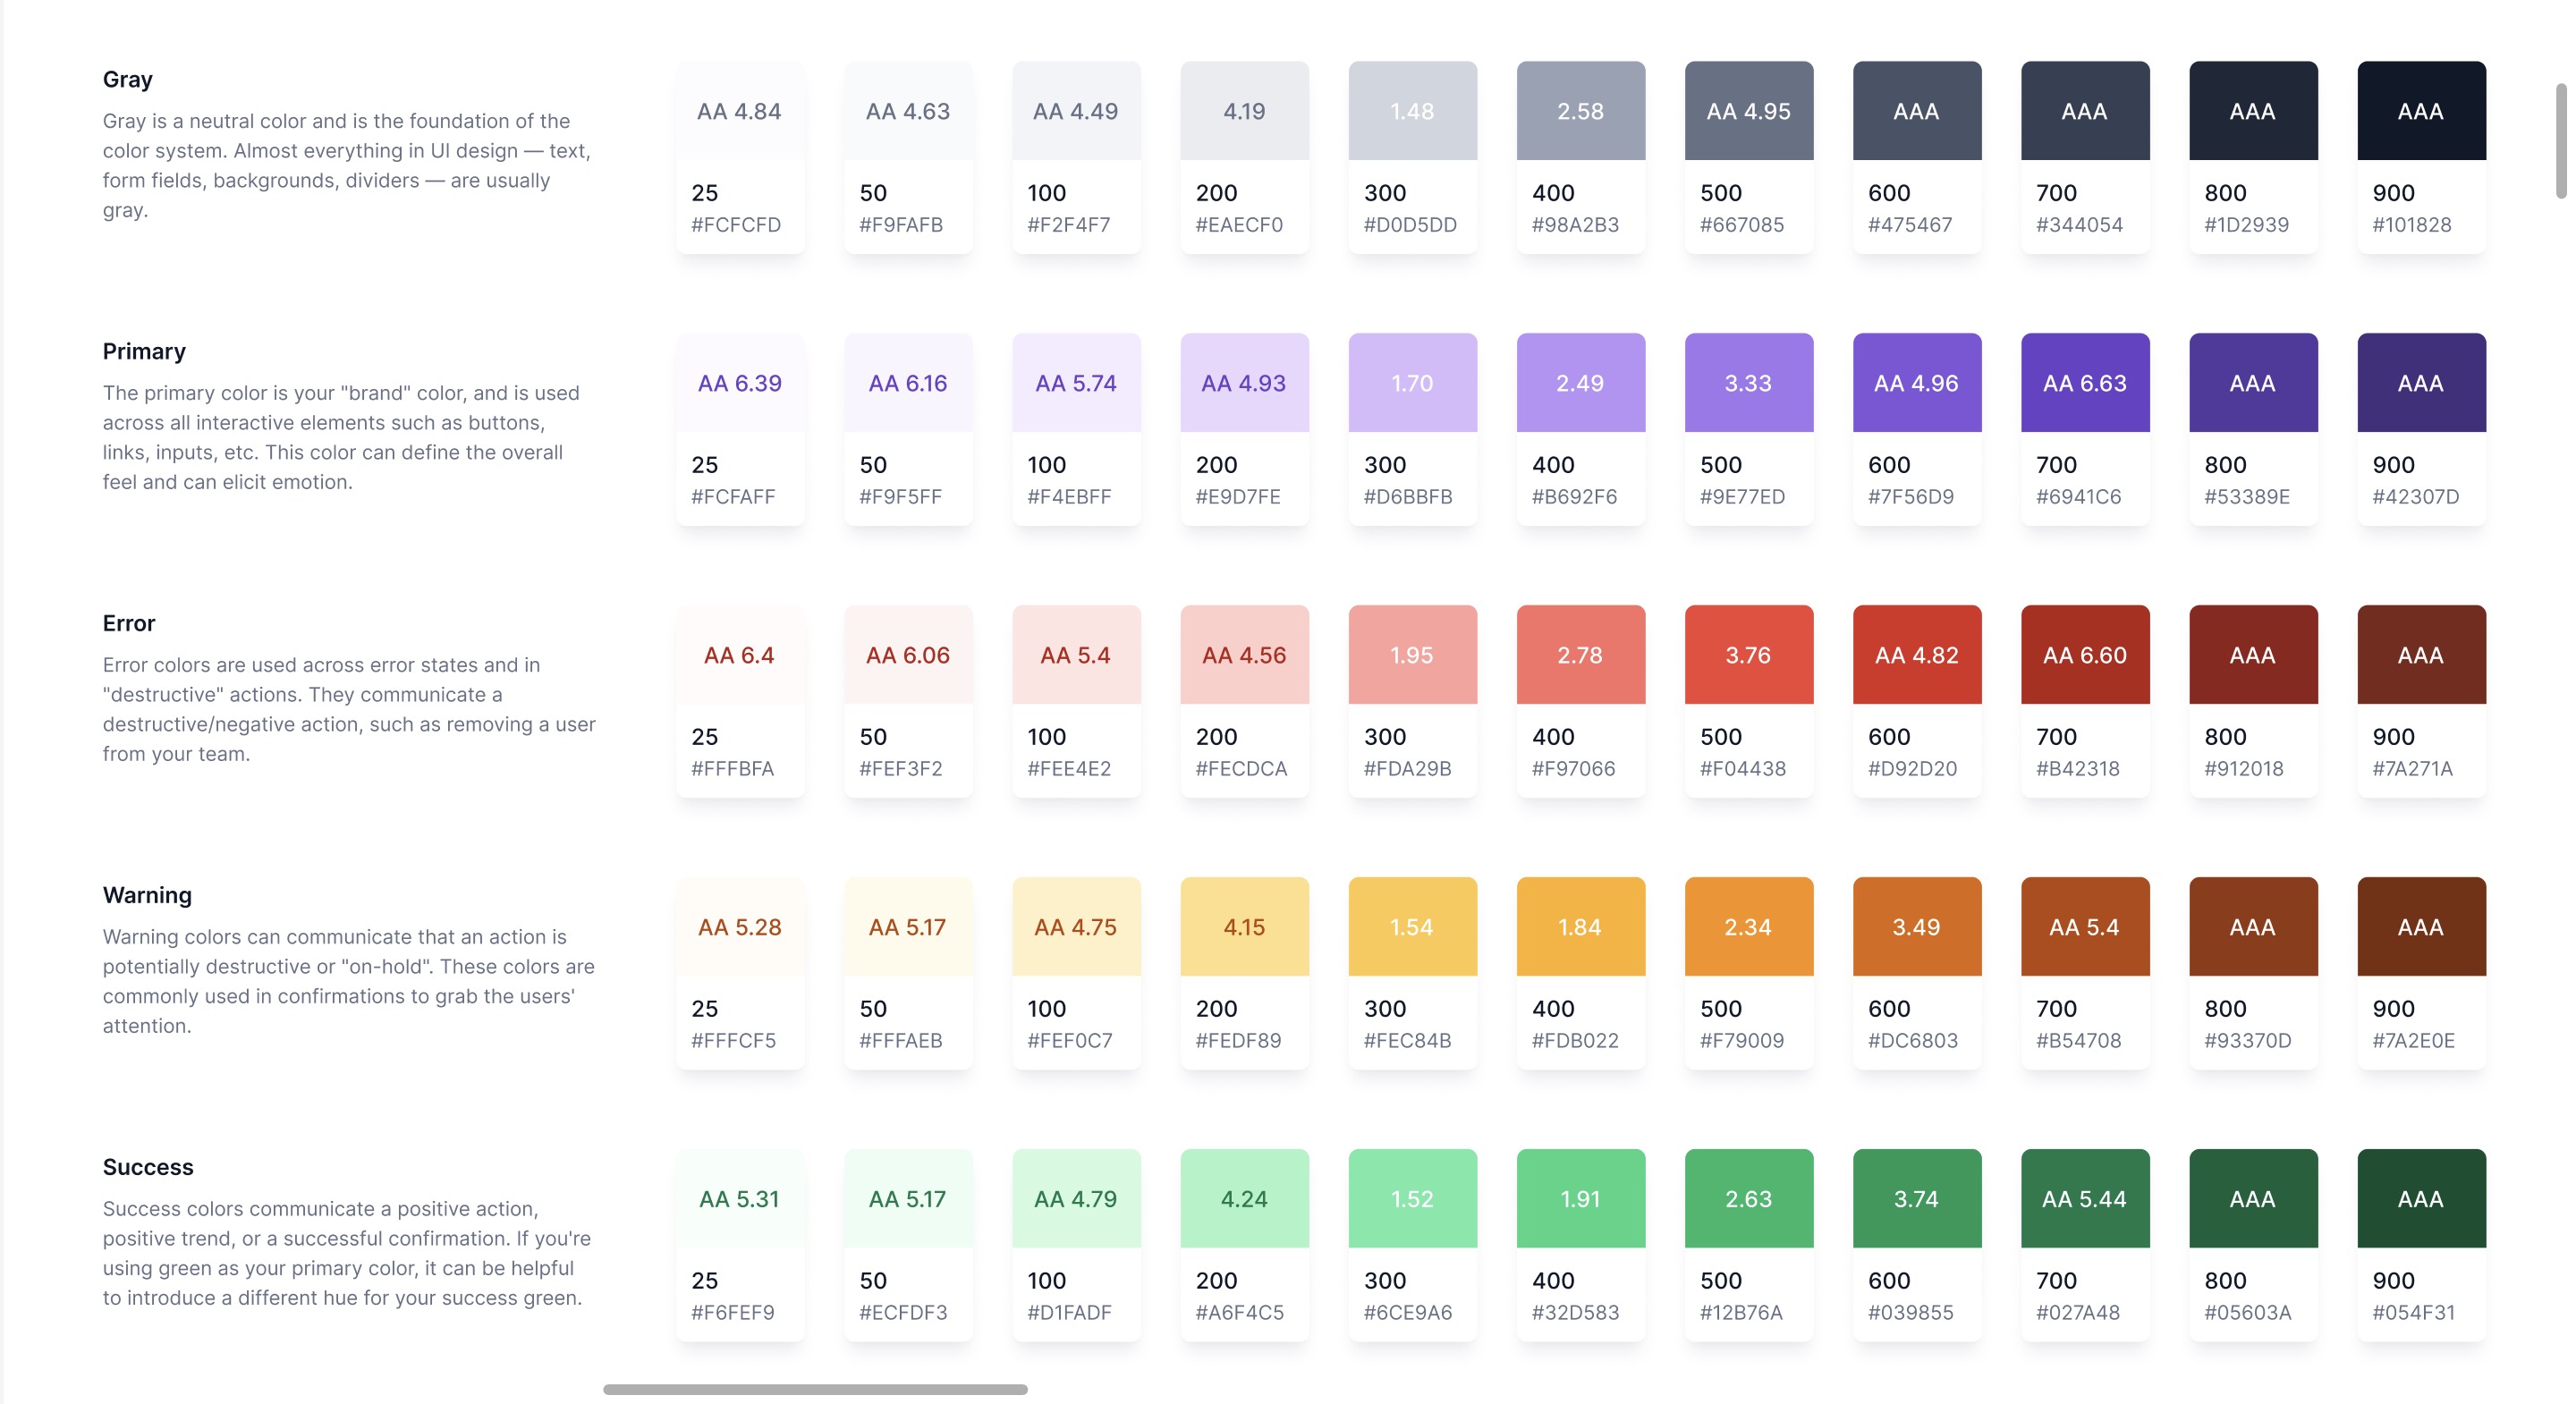 Gray
Gray is a neutral color and is the foundation of the
color system. Almost everything in UI design — text,
form fields, backgrounds, dividers — are usually
gray.
AA 4.84
25
#FCFCFD
AA 4.63
50
#F9FAFB
AA 4.49
100
#F2F4F7
4.19
200
#EAECF0
1.48
300
#D0D5DD
2.58
400
#98A2B3
AA 4.95
500
#667085
AAA
600
#475467
AAA
700
#344054
AAA
800
#1D2939
AAA
900
#101828
Primary
The primary color is your "brand" color, and is used
across all interactive elements such as buttons,
links, inputs, etc. This color can define the overall
feel and can elicit emotion.
AA 6.39
25
#FCFAFF
AA 6.16
50
#F9F5FF
AA 5.74
100
#F4EBFF
AA 4.93
200
#E9D7FE
1.70
300
#D6BBFB
2.49
400
#B692F6
3.33
500
#9E77ED
AA 4.96
600
#7F56D9
AA 6.63
700
#6941C6
AAA
800
#53389E
AAA
900
#42307D
Error
Error colors are used across error states and in
"destructive" actions. They communicate a
destructive/negative action, such as removing a user
from your team.
AA 6.4
25
#FFFBFA
AA 6.06
50
#FEF3F2
AA 5.4
100
#FEE4E2
AA 4.56
200
#FECDCA
1.95
300
#FDA29B
2.78
400
#F97066
3.76
500
#F04438
AA 4.82
600
#D92D20
AA 6.60
700
#B42318
AAA
800
#912018
AAA
900
#7A271A
Warning
Warning colors can communicate that an action is
potentially destructive or "on-hold". These colors are
commonly used in confirmations to grab the users'
attention.
AA 5.28
25
#FFFCF5
AA 5.17
50
#FFFAEB
AA 4.75
100
#FEF0C7
4.15
200
#FEDF89
1.54
300
#FEC84B
1.84
400
#FDB022
2.34
500
#F79009
3.49
600
#DC6803
AA 5.4
700
#B54708
AAA
800
#93370D
AAA
900
#7A2E0E
Success
Success colors communicate a positive action,
positive trend, or a successful confirmation. If you're
using green as your primary color, it can be helpful
to introduce a different hue for your success green.
AA 5.31
25
#F6FEF9
AA 5.17
50
#ECFDF3
AA 4.79
100
#D1FADF
4.24
200
#A6F4C5
1.52
300
#6CE9A6
1.91
400
#32D583
2.63
500
#12B76A
3.74
600
#039855
AA 5.44
700
#027A48
AAA
800
#05603A
AAA
900
#054F31